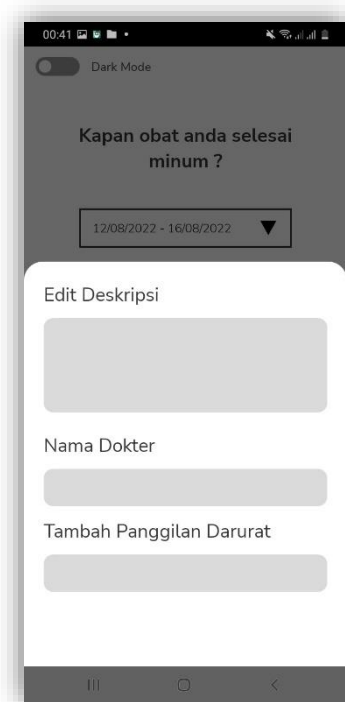 00:41
Dark Mode
Kapan obat anda selesai
minum ?
12/08/2022 - 16/08/2022
Edit Deskripsi
Nama Dokter
Tambah Panggilan Darurat